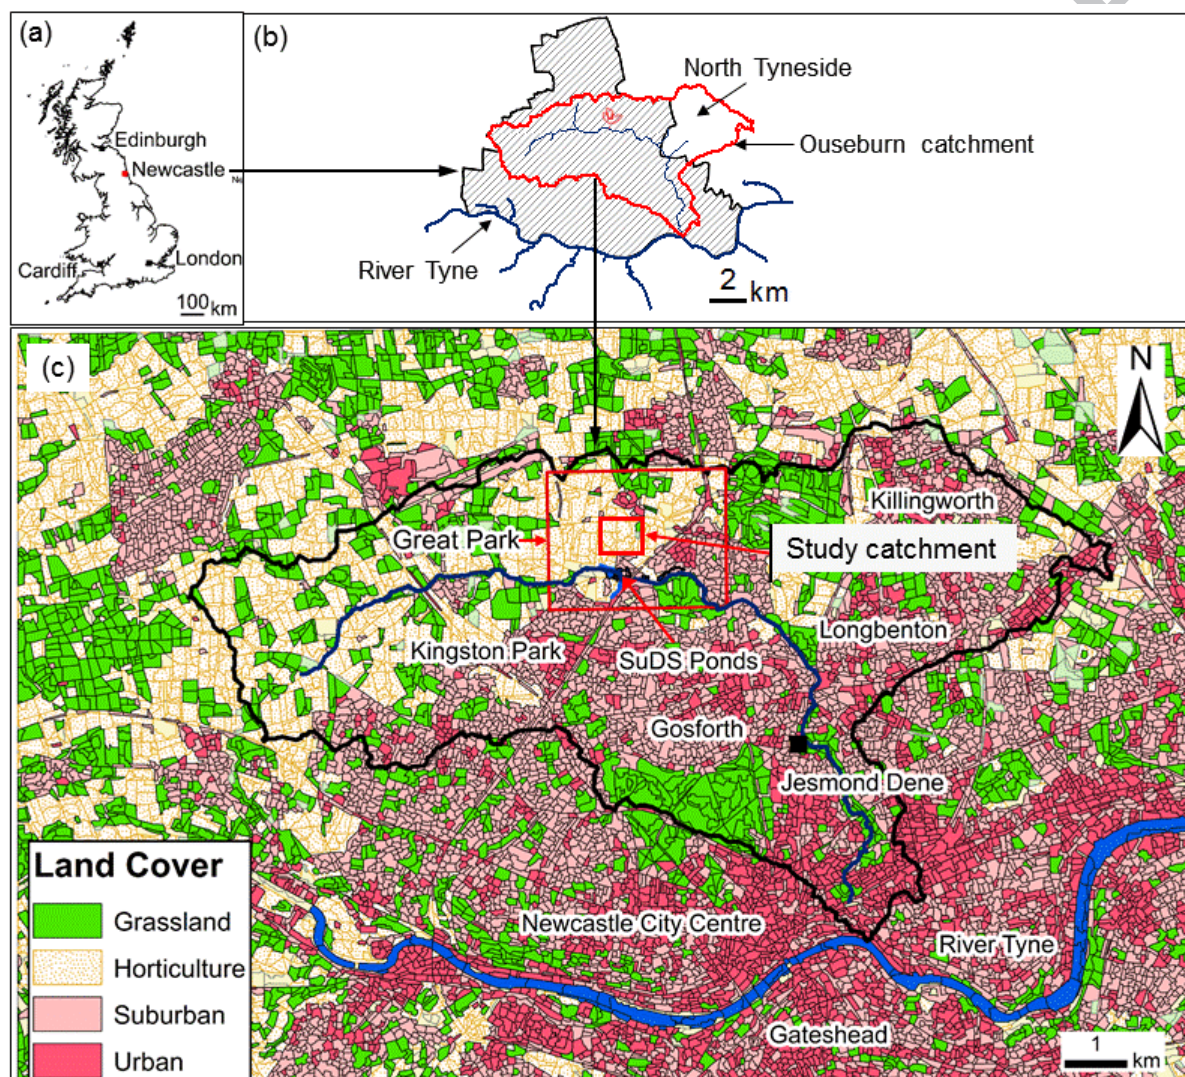 (a)
Edinburgh
Newcastle
Cardiff
London
100 km
(b)
North Tyneside
Ouseburn catchment
River Tyne
2 km
(c)
N
Killingworth
Great Park
Study catchment
Longbenton
Kingston Park
SuDS Ponds
Gosforth
Jesmond Dene
Newcastle City Centre
River Tyne
Gateshead
1 km
Land Cover
Grassland
Horticulture
Suburban
Urban